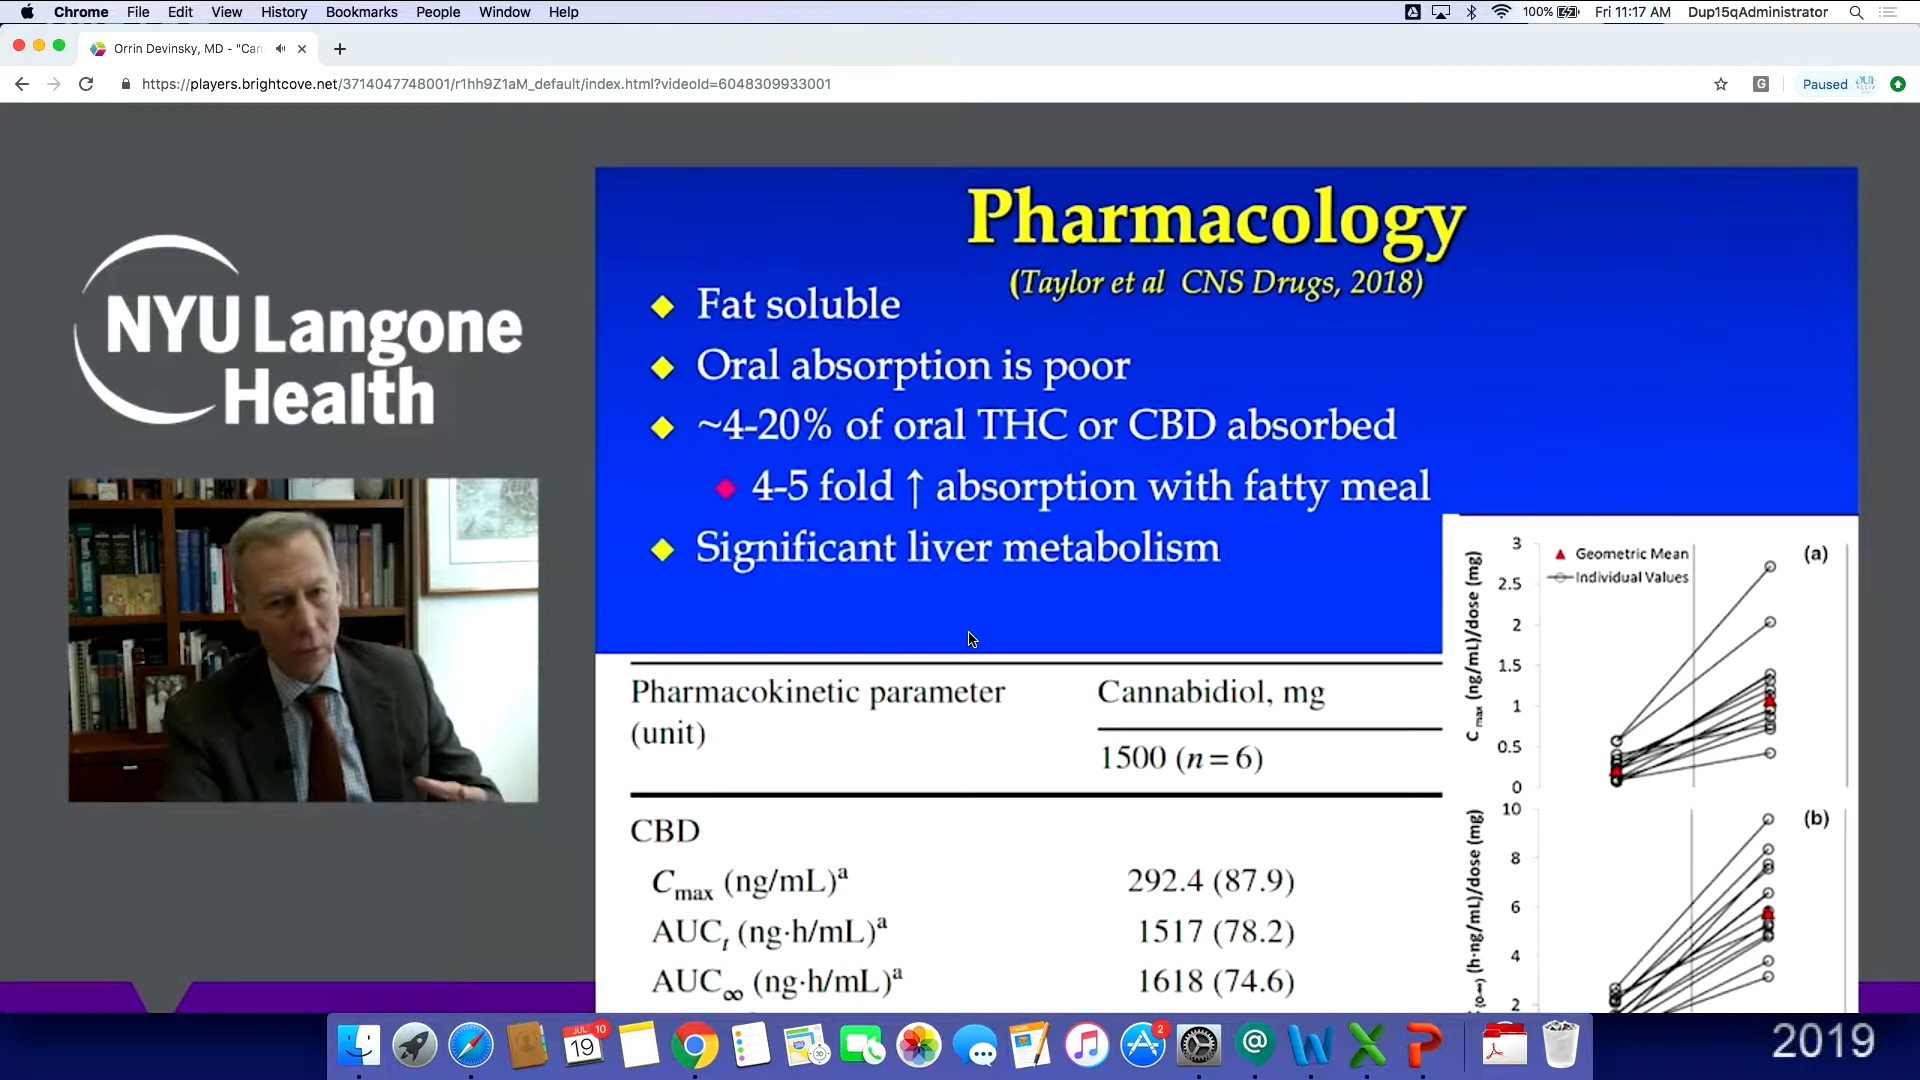 Chrome File Edit View History Bookmarks People Window Help
100% Fri 11:17 AM Dup15qAdministrator
Orrin Devinsky, MD - "Can
https://players.brightcove.net/3714047748001/r1hh9Z1aM_default/index.html?videoId=6048309933001
G
Paused
NYU Langone
Health
Pharmacology
(Taylor et al CNS Drugs, 2018)
Fat soluble
Oral absorption is poor
~4-20% of oral THC or CBD absorbed
4-5 fold ↑ absorption with fatty meal
Significant liver metabolism
Pharmacokinetic parameter
(unit)
Cannabidiol, mg
1500 (n = 6)
CBD
Cmax (ng/mL)a
292.4 (87.9)
AUCt (ng·h/mL)a
1517 (78.2)
AUC∞ (ng·h/mL)a
1618 (74.6)
Cmax (ng/mL)/dose (mg)
3
2.5
2
1.5
1
0.5
0
Geometric Mean
Individual Values
(a)
(0-∞) (h·ng/mL)/dose (mg)
10
8
6
4
2
(b)
JUL
19
10
2
2019